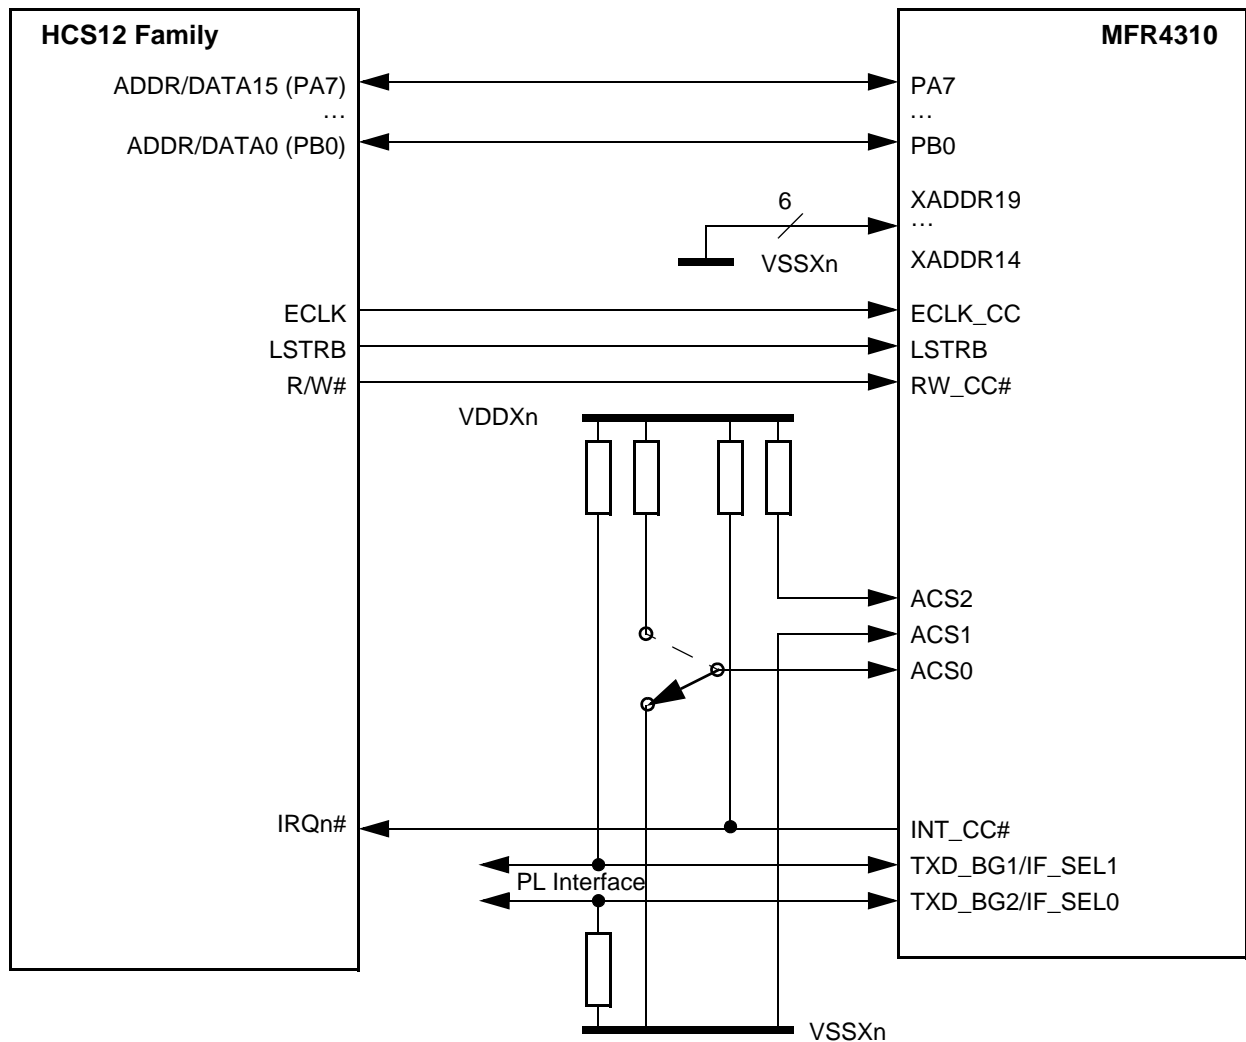 HCS12 Family
MFR4310
ADDR/DATA15 (PA7)
PA7
...
...
ADDR/DATA0 (PB0)
PB0
6
XADDR19
...
VSSXn
XADDR14
ECLK
ECLK_CC
LSTRB
LSTRB
R/W#
RW_CC#
VDDXn
ACS2
ACS1
ACS0
IRQn#
INT_CC#
TXD_BG1/IF_SEL1
PL Interface
TXD_BG2/IF_SEL0
VSSXn